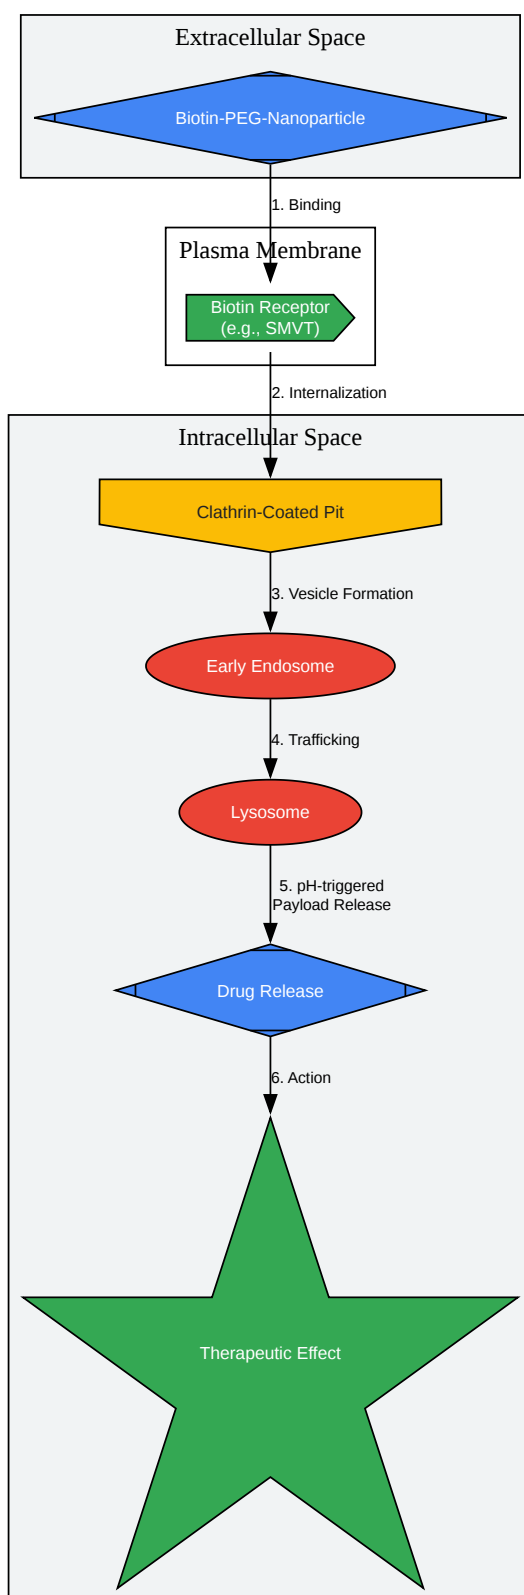 Extracellular Space
Biotin-PEG-Nanoparticle
1. Binding
Plasma Membrane
Biotin Receptor
(e.g., SMVT)
2. Internalization
Intracellular Space
Clathrin-Coated Pit
3. Vesicle Formation
Early Endosome
4. Trafficking
Lysosome
5. pH-triggered
Payload Release
Drug Release
6. Action
Therapeutic Effect